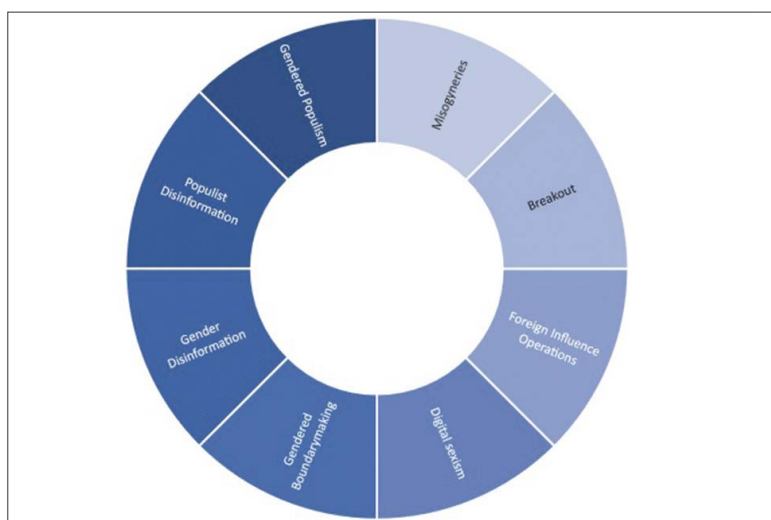 Misogyneries
Breakout
Foreign Influence
Operations
Digital sexism
Gendered
Boundarymaking
Gender
Disinformation
Populist
Disinformation
Gendered Populism